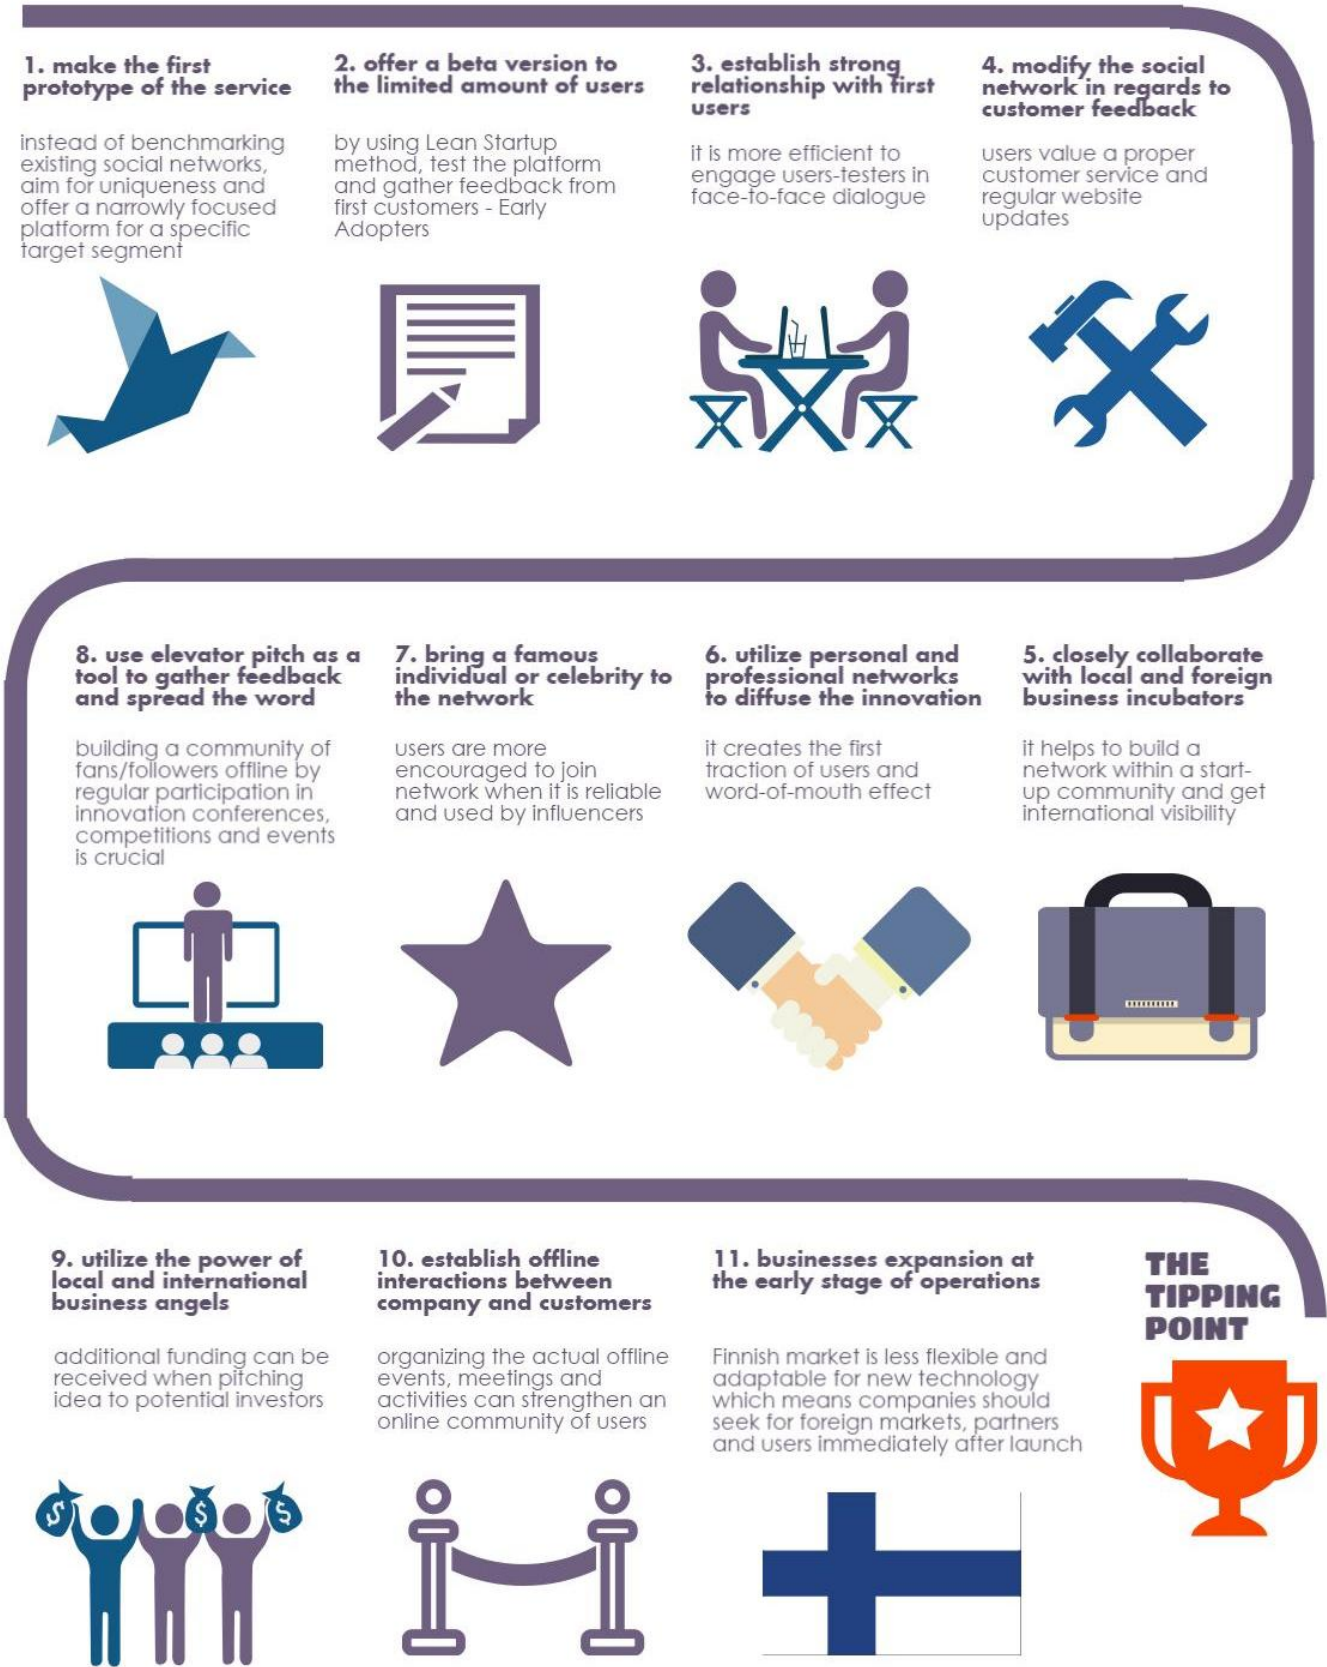 1. make the first
prototype of the service
instead of benchmarking
existing social networks,
aim for uniqueness and
offer a narrowly focused
platform for a specific
target segment
2. offer a beta version to
the limited amount of users
by using Lean Startup
method, test the platform
and gather feedback from
first customers - Early
Adopters
3. establish strong
relationship with first
users
it is more efficient to
engage users-testers in
face-to-face dialogue
4. modify the social
network in regards to
customer feedback
users value a proper
customer service and
regular website
updates
5. closely collaborate
with local and foreign
business incubators
it helps to build a
network within a start-
up community and get
international visibility
6. utilize personal and
professional networks
to diffuse the innovation
it creates the first
traction of users and
word-of-mouth effect
7. bring a famous
individual or celebrity to
the network
users are more
encouraged to join
network when it is reliable
and used by influencers
8. use elevator pitch as a
tool to gather feedback
and spread the word
building a community of
fans/followers offline by
regular participation in
innovation conferences,
competitions and events
is crucial
9. utilize the power of
local and international
business angels
additional funding can be
received when pitching
idea to potential investors
$ $ $
10. establish offline
interactions between
company and customers
organizing the actual offline
events, meetings and
activities can strengthen an
online community of users
11. businesses expansion at
the early stage of operations
Finnish market is less flexible and
adaptable for new technology
which means companies should
seek for foreign markets, partners
and users immediately after launch
THE
TIPPING
POINT